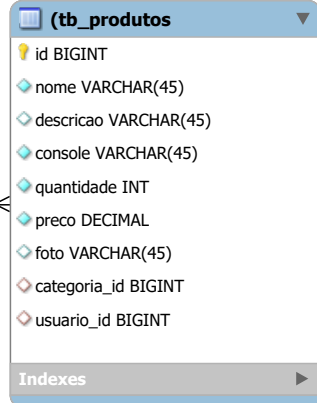 (tb_produtos
id BIGINT
nome VARCHAR(45)
descricao VARCHAR(45)
console VARCHAR(45)
quantidade INT
preco DECIMAL
foto VARCHAR(45)
categoria_id BIGINT
usuario_id BIGINT
Indexes